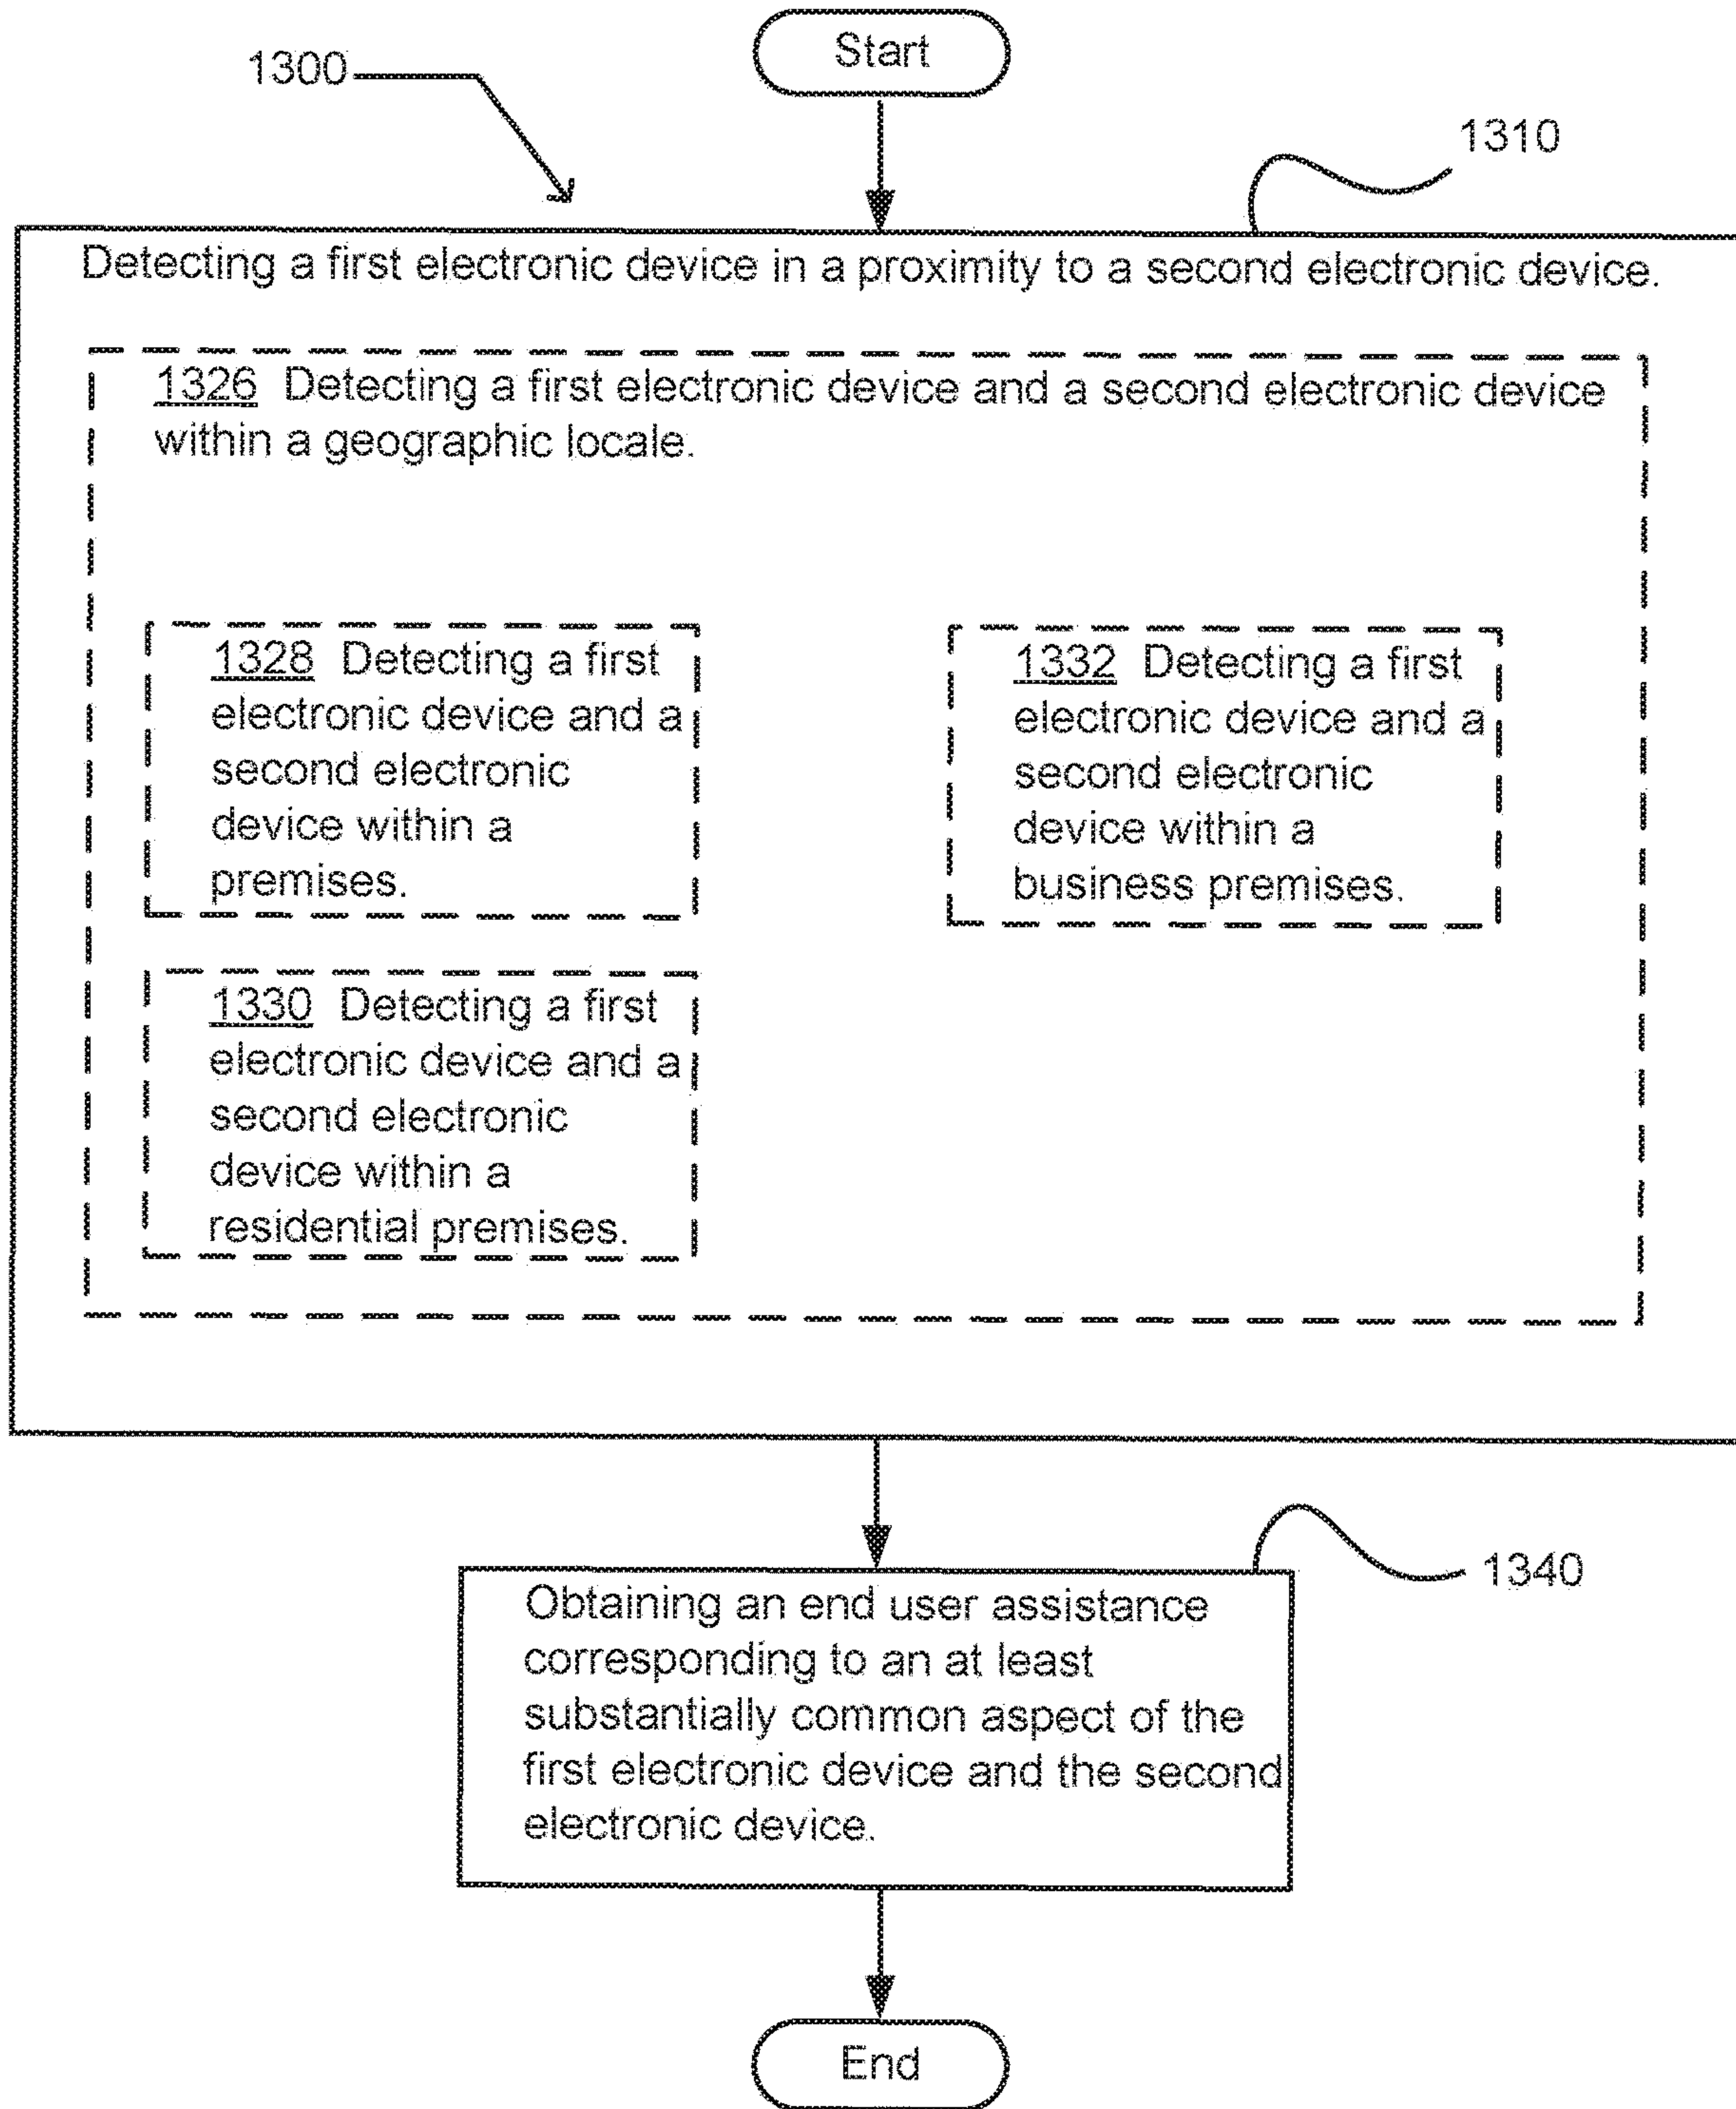 Start
1300
1310
Detecting a first electronic device in a proximity to a second electronic device.
1326 Detecting a first electronic device and a second electronic device
within a geographic locale.
1328 Detecting a first
electronic device and a
second electronic
device within a
premises.
1332 Detecting a first
electronic device and a
second electronic
device within a
business premises.
1330 Detecting a first
electronic device and a
second electronic
device within a
residential premises.
1340
Obtaining an end user assistance
corresponding to an at least
substantially common aspect of the
first electronic device and the second
electronic device.
End